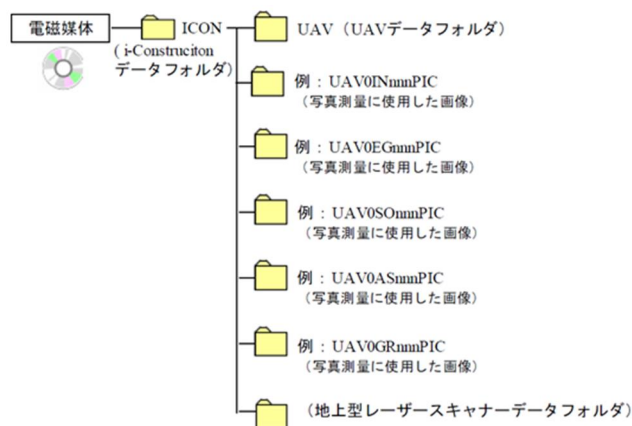 電磁媒体
ICON
( i-Construciton
データフォルダ)
UAV（UAVデータフォルダ）
例：UAV0INnnnPIC
（写真測量に使用した画像）
例：UAV0EGnnnPIC
（写真測量に使用した画像）
例：UAV0SOnnnPIC
（写真測量に使用した画像）
例：UAV0ASnnnPIC
（写真測量に使用した画像）
例：UAV0GRnnnPIC
（写真測量に使用した画像）
（地上型レーザースキャナーデータフォルダ）